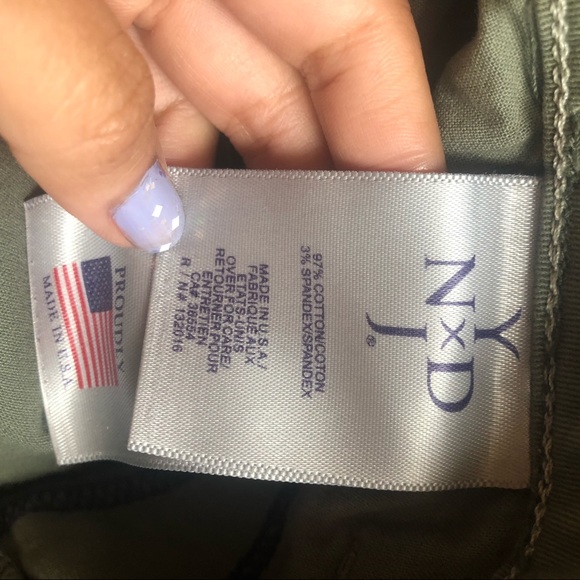 NYDJ®
97% COTTON/COTON
3% SPANDEX/SPANDEX
MADE IN U.S.A/
FABRIQUE AUX
ETATS-UNIS
OVER FOR CARE/
RETOURNER POUR
ENTRETIEN
CA# 36554
R / N # 132016
PROUDLY
MADE IN U.S.A.